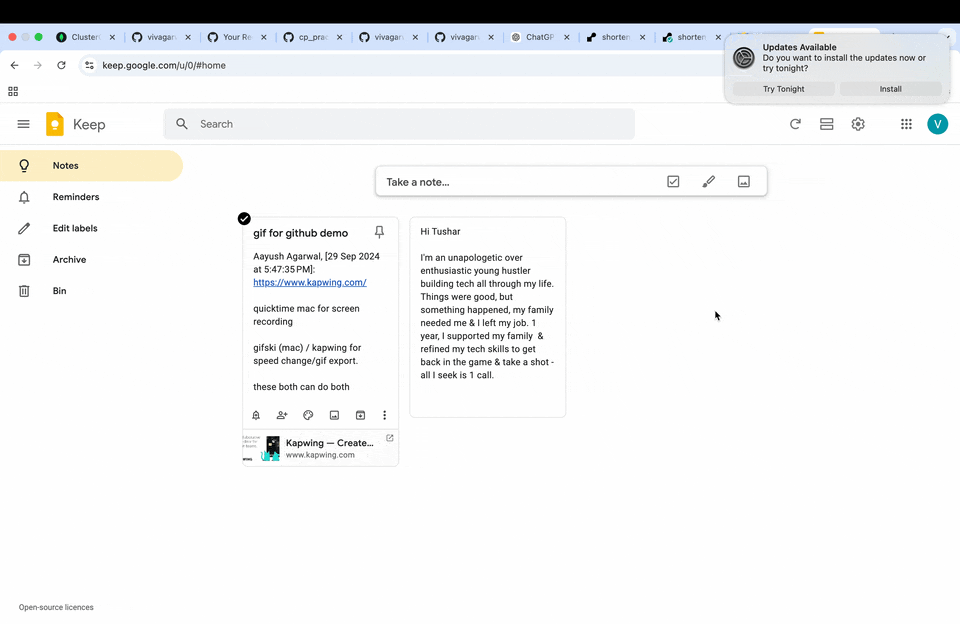 Cluster
vivagar
Your Re
cp_prac
vivagar
vivagar
ChatGP
shorten
shorten
keep.google.com/u/0/#home
Updates Available
Do you want to install the updates now or
try tonight?
Try Tonight
Install
Keep
Search
V
Notes
Reminders
Edit labels
Archive
Bin
Take a note...
gif for github demo
Aayush Agarwal, [29 Sep 2024
at 5:47:35 PM]:
https://www.kapwing.com/
quicktime mac for screen
recording
gifski (mac) / kapwing for
speed change/gif export.
these both can do both
Kapwing — Create...
www.kapwing.com
Hi Tushar
I'm an unapologetic over
enthusiastic young hustler
building tech all through my life.
Things were good, but
something happened, my family
needed me & I left my job. 1
year, I supported my family  &
refined my tech skills to get
back in the game & take a shot -
all I seek is 1 call.
Open-source licences